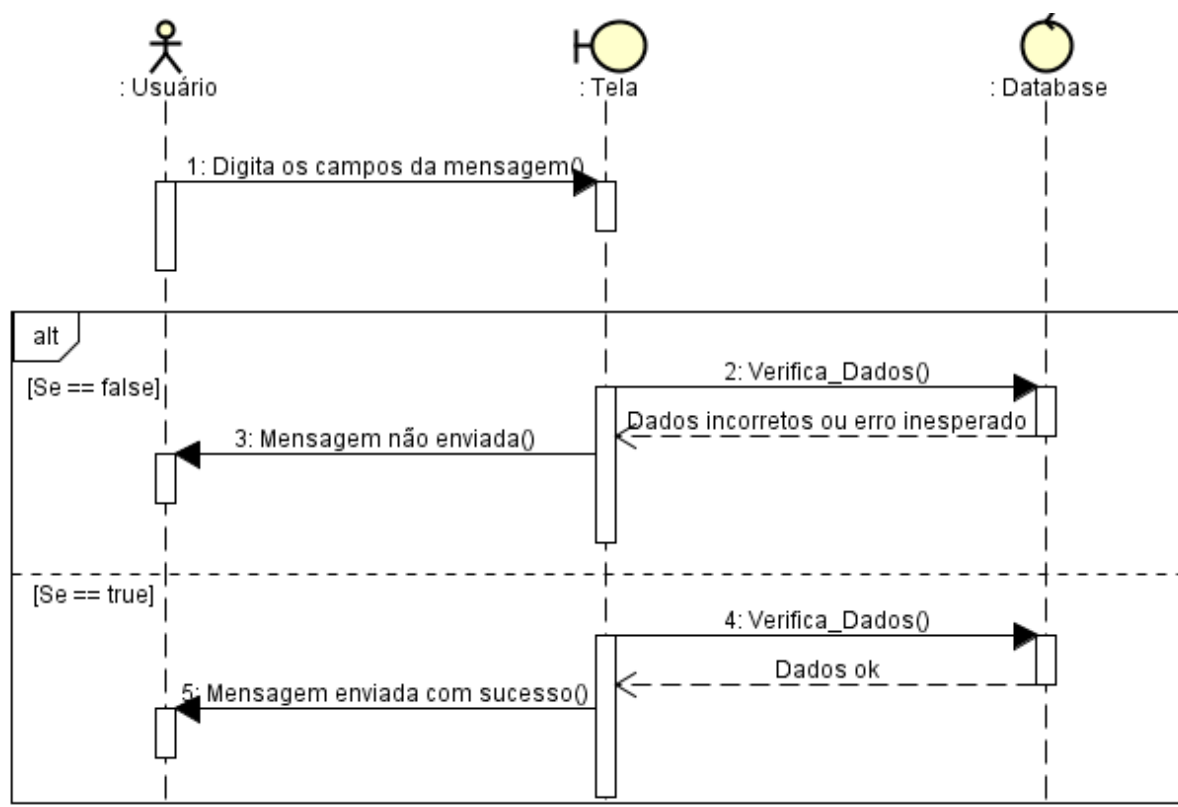 : Usuário
: Tela
: Database
1: Digita os campos da mensagem()
alt
[Se == false]
2: Verifica_Dados()
Dados incorretos ou erro inesperado
3: Mensagem não enviada()
[Se == true]
4: Verifica_Dados()
Dados ok
5: Mensagem enviada com sucesso()